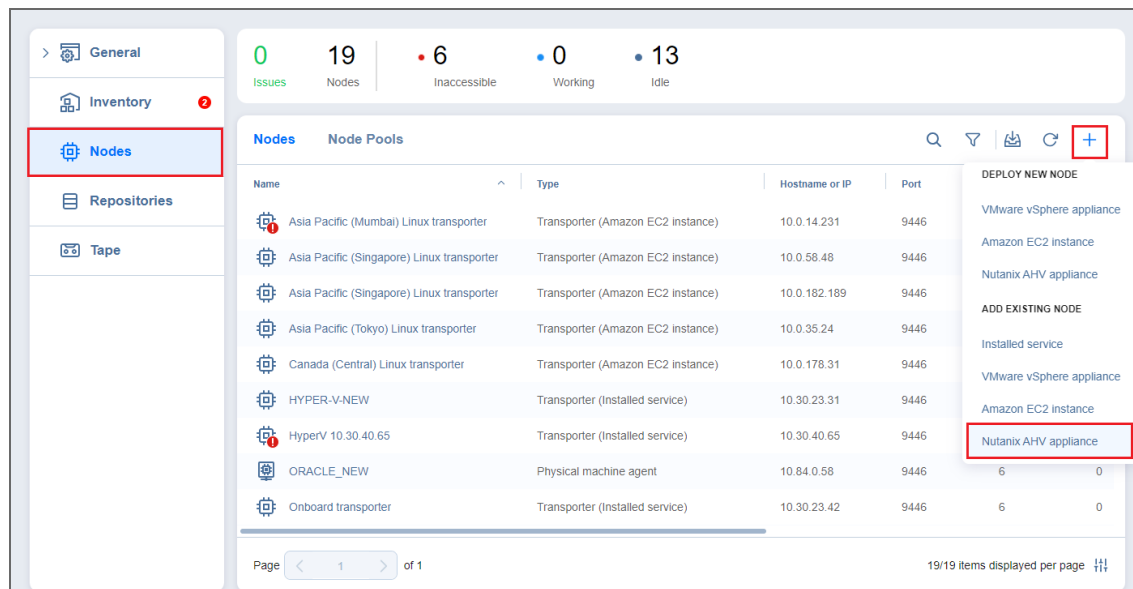 General
Inventory 2
Nodes
Repositories
Tape
0 19 6 0 13
Issues Nodes Inaccessible Working Idle
Nodes Node Pools
Name Type Hostname or IP Port
Asia Pacific (Mumbai) Linux transporter Transporter (Amazon EC2 instance) 10.0.14.231 9446
Asia Pacific (Singapore) Linux transporter Transporter (Amazon EC2 instance) 10.0.58.48 9446
Asia Pacific (Singapore) Linux transporter Transporter (Amazon EC2 instance) 10.0.182.189 9446
Asia Pacific (Tokyo) Linux transporter Transporter (Amazon EC2 instance) 10.0.35.24 9446
Canada (Central) Linux transporter Transporter (Amazon EC2 instance) 10.0.178.31 9446
HYPER-V-NEW Transporter (Installed service) 10.30.23.31 9446
HyperV 10.30.40.65 Transporter (Installed service) 10.30.40.65 9446
ORACLE_NEW Physical machine agent 10.84.0.58 9446 6 0
Onboard transporter Transporter (Installed service) 10.30.23.42 9446 6 0
DEPLOY NEW NODE
VMware vSphere appliance
Amazon EC2 instance
Nutanix AHV appliance
ADD EXISTING NODE
Installed service
VMware vSphere appliance
Amazon EC2 instance
Nutanix AHV appliance
Page 1 of 1 19/19 items displayed per page